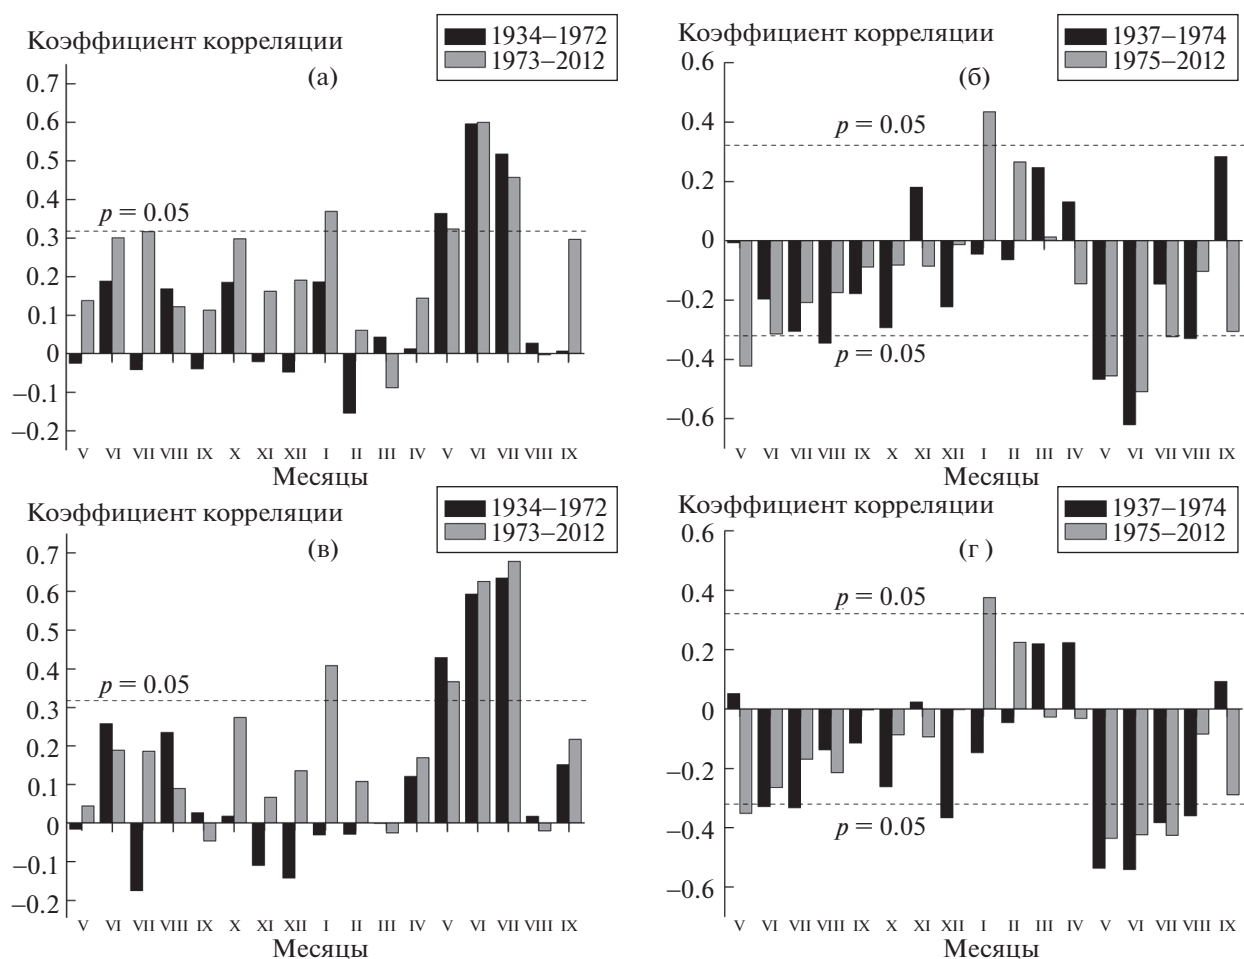 Коэффициент корреляции
1934–1972
1973–2012
(а)
0.7
0.6
0.5
0.4
0.3
0.2
0.1
0
–0.1
–0.2
p = 0.05
V VI VII VIII IX X XI XII I II III IV V VI VII VIII IX
Месяцы
Коэффициент корреляции
1937–1974
1975–2012
(б)
0.6
0.4
0.2
0
–0.2
–0.4
–0.6
p = 0.05
p = 0.05
V VI VII VIII IX X XI XII I II III IV V VI VII VIII IX
Месяцы
Коэффициент корреляции
1934–1972
1973–2012
(в)
0.7
0.6
0.5
0.4
0.3
0.2
0.1
0
–0.1
–0.2
p = 0.05
V VI VII VIII IX X XI XII I II III IV V VI VII VIII IX
Месяцы
Коэффициент корреляции
1937–1974
1975–2012
(г )
0.6
0.4
0.2
0
–0.2
–0.4
–0.6
p = 0.05
p = 0.05
V VI VII VIII IX X XI XII I II III IV V VI VII VIII IX
Месяцы